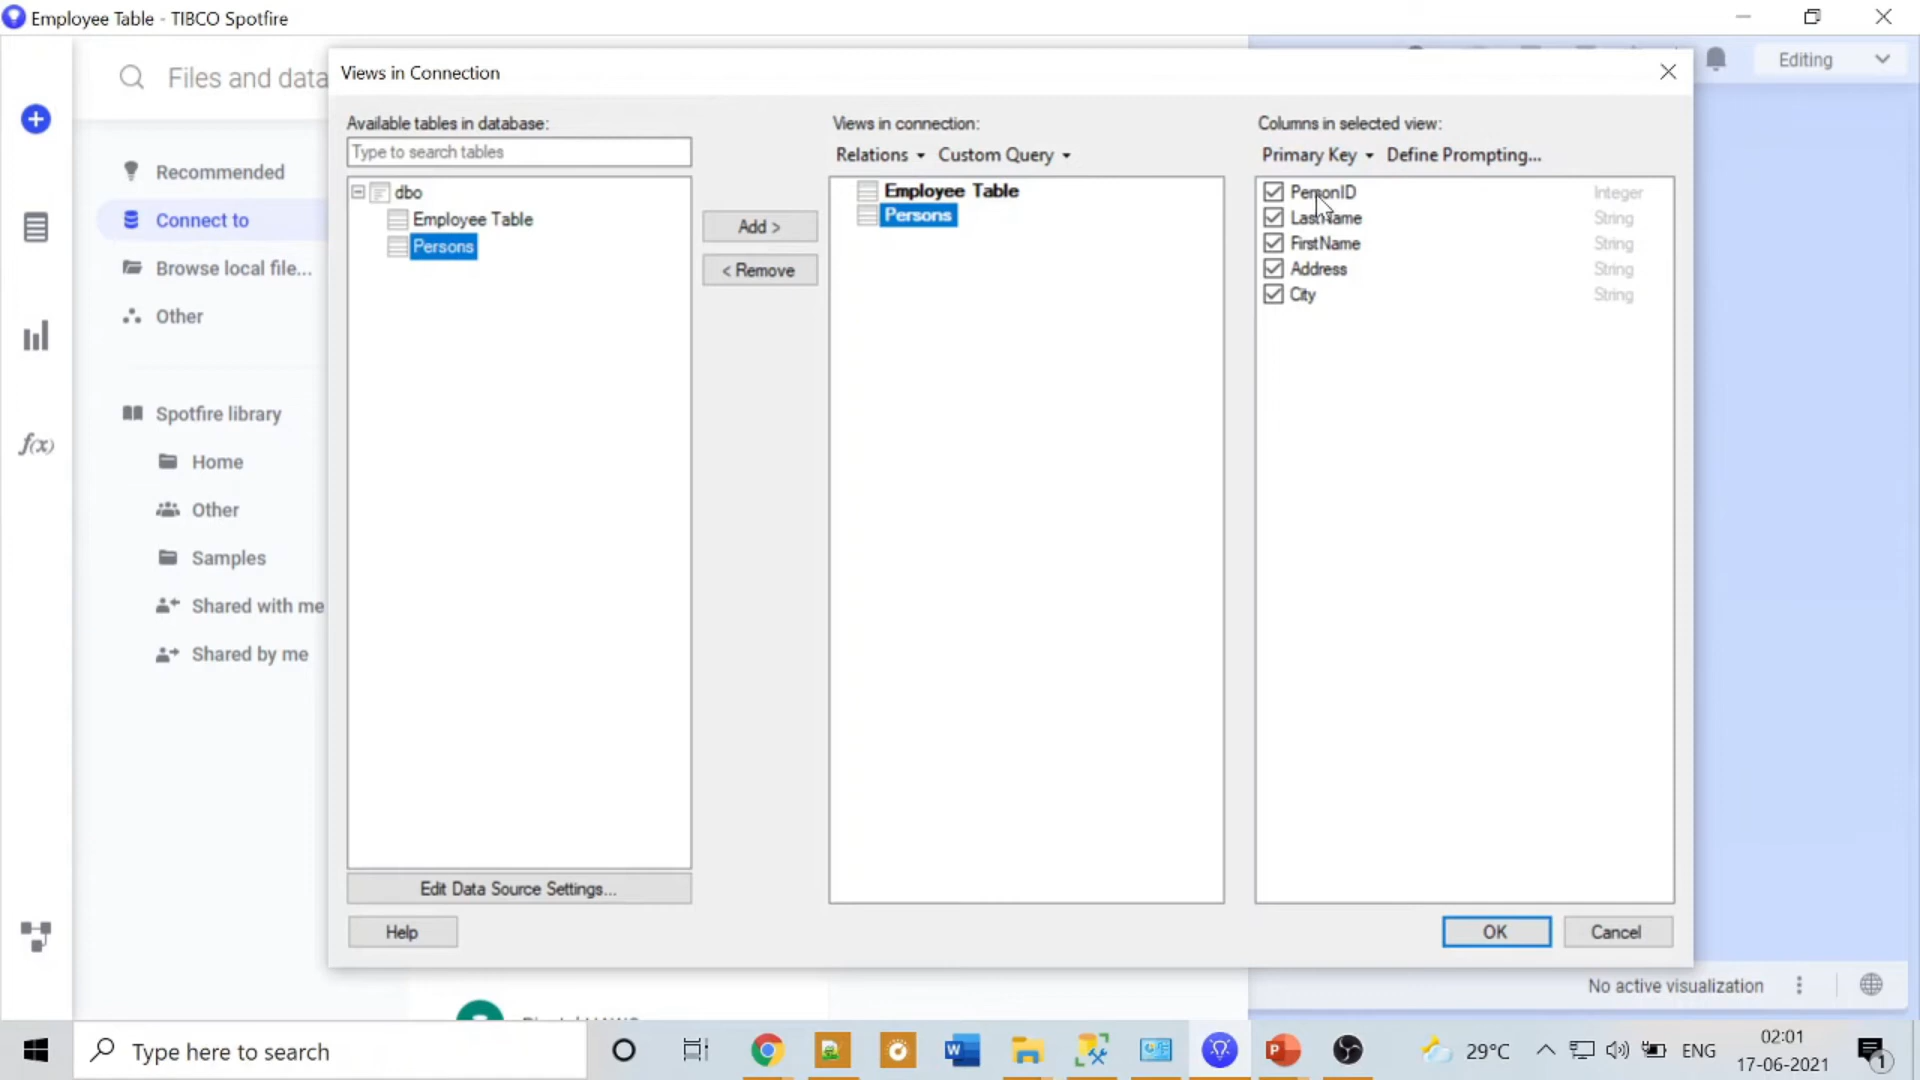 Employee Table - TIBCO Spotfire
Files and data
Editing
Recommended
Connect to
Browse local file...
Other
Spotfire library
Home
Other
Samples
Shared with me
Shared by me
f(x)
Views in Connection
Available tables in database:
Type to search tables
dbo
Employee Table
Persons
Add >
< Remove
Edit Data Source Settings...
Help
Views in connection:
Relations
Custom Query
Employee Table
Persons
Columns in selected view:
Primary Key
Define Prompting...
PersonID Integer
LastName String
FirstName String
Address String
City String
OK
Cancel
No active visualization
Type here to search
29°C
ENG
02:01
17-06-2021
1